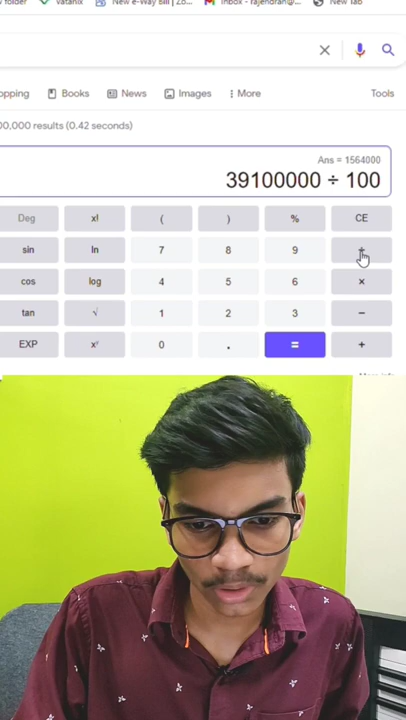 New e-Way Bill | Zo...
Inbox - rajendran@...
New Tab
opping Books News Images More Tools
00,000 results (0.42 seconds)
Ans = 1564000
39100000 ÷ 100
Deg x! ( ) % CE
sin ln 7 8 9 ÷
cos log 4 5 6 ×
tan √ 1 2 3 −
EXP xʸ 0 . = +